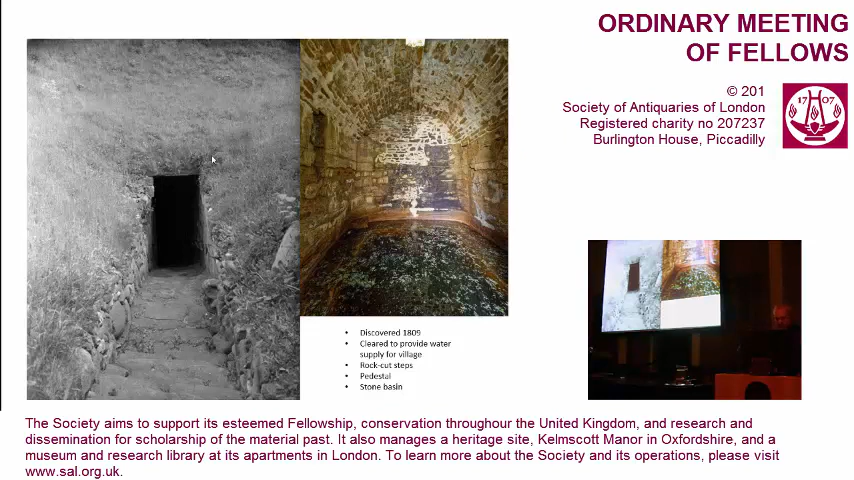 ORDINARY MEETING
OF FELLOWS
© 201
Society of Antiquaries of London
Registered charity no 207237
Burlington House, Piccadilly
17 07
• Discovered 1809
• Cleared to provide water
supply for village
• Rock-cut steps
• Pedestal
• Stone basin
The Society aims to support its esteemed Fellowship, conservation throughour the United Kingdom, and research and
dissemination for scholarship of the material past. It also manages a heritage site, Kelmscott Manor in Oxfordshire, and a
museum and research library at its apartments in London. To learn more about the Society and its operations, please visit
www.sal.org.uk.